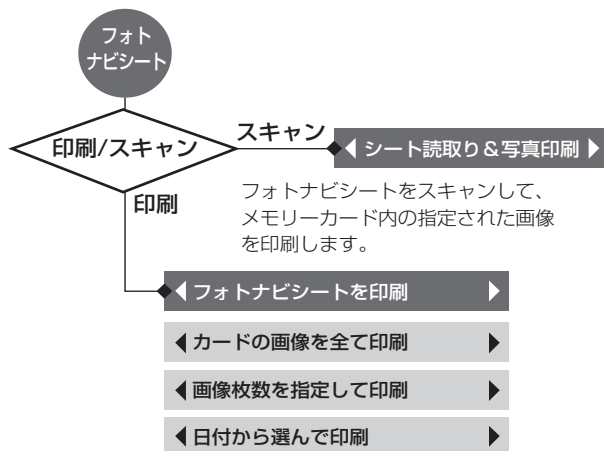 フォト
ナビシート
印刷/スキャン
スキャン
シート読取り&写真印刷
フォトナビシートをスキャンして、
メモリーカード内の指定された画像
を印刷します。
印刷
フォトナビシートを印刷
カードの画像を全て印刷
画像枚数を指定して印刷
日付から選んで印刷